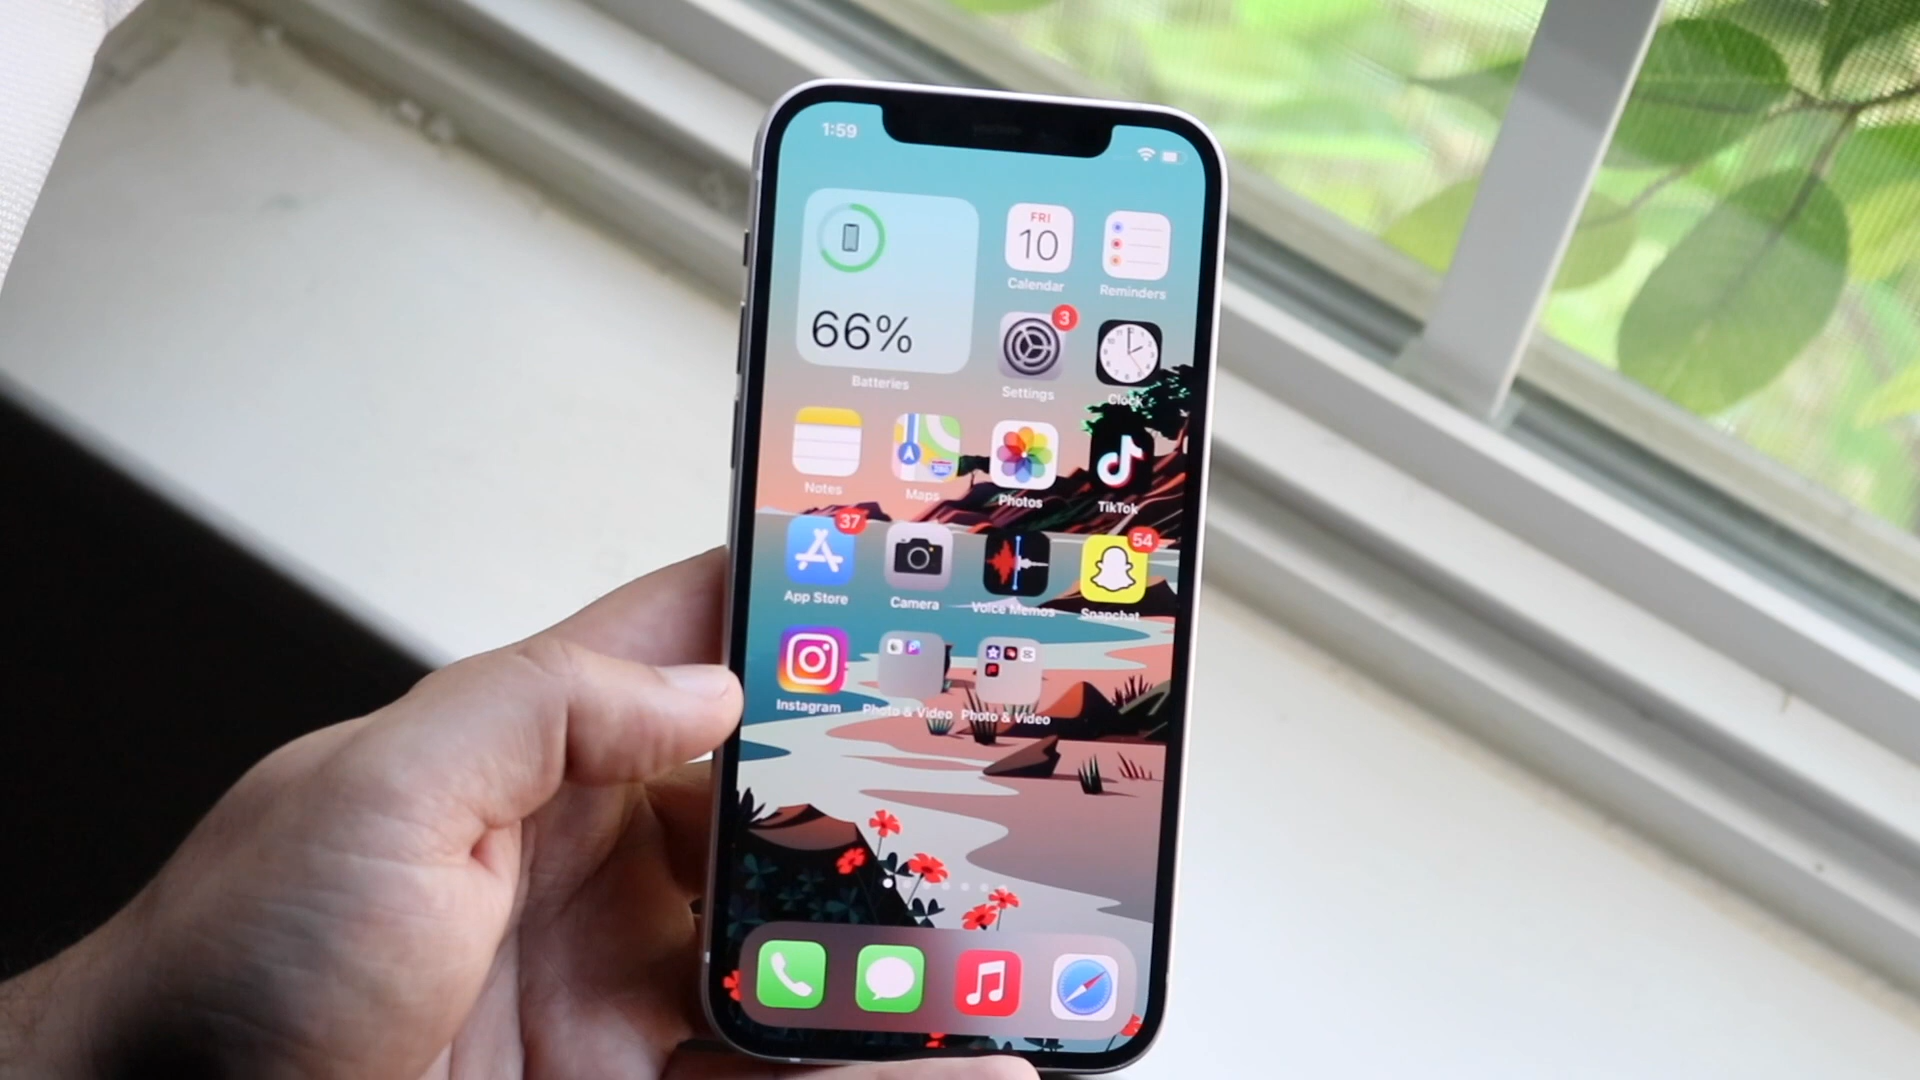 1:59
66%
Batteries
FRI
10
Calendar
Reminders
3
Settings
Clock
Notes
Maps
Photos
TikTok
37
App Store
Camera
Voice Memos
54
Snapchat
Instagram
Photo & Video
Photo & Video